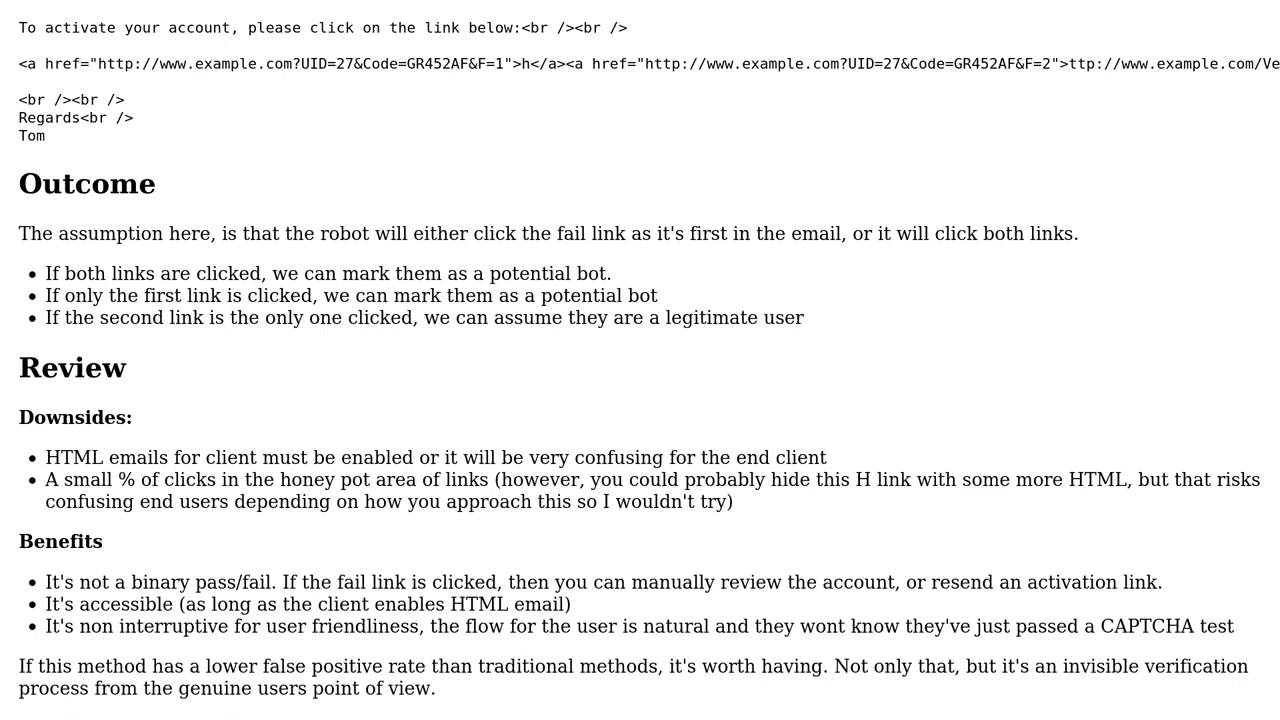 To activate your account, please click on the link below:<br /><br />
<a href="http://www.example.com?UID=27&Code=GR452AF&F=1">h</a><a href="http://www.example.com?UID=27&Code=GR452AF&F=2">ttp://www.example.com/Ve
<br /><br />
Regards<br />
Tom
Outcome
The assumption here, is that the robot will either click the fail link as it's first in the email, or it will click both links.
• If both links are clicked, we can mark them as a potential bot.
• If only the first link is clicked, we can mark them as a potential bot
• If the second link is the only one clicked, we can assume they are a legitimate user
Review
Downsides:
• HTML emails for client must be enabled or it will be very confusing for the end client
• A small % of clicks in the honey pot area of links (however, you could probably hide this H link with some more HTML, but that risks
confusing end users depending on how you approach this so I wouldn't try)
Benefits
• It's not a binary pass/fail. If the fail link is clicked, then you can manually review the account, or resend an activation link.
• It's accessible (as long as the client enables HTML email)
• It's non interruptive for user friendliness, the flow for the user is natural and they wont know they've just passed a CAPTCHA test
If this method has a lower false positive rate than traditional methods, it's worth having. Not only that, but it's an invisible verification
process from the genuine users point of view.